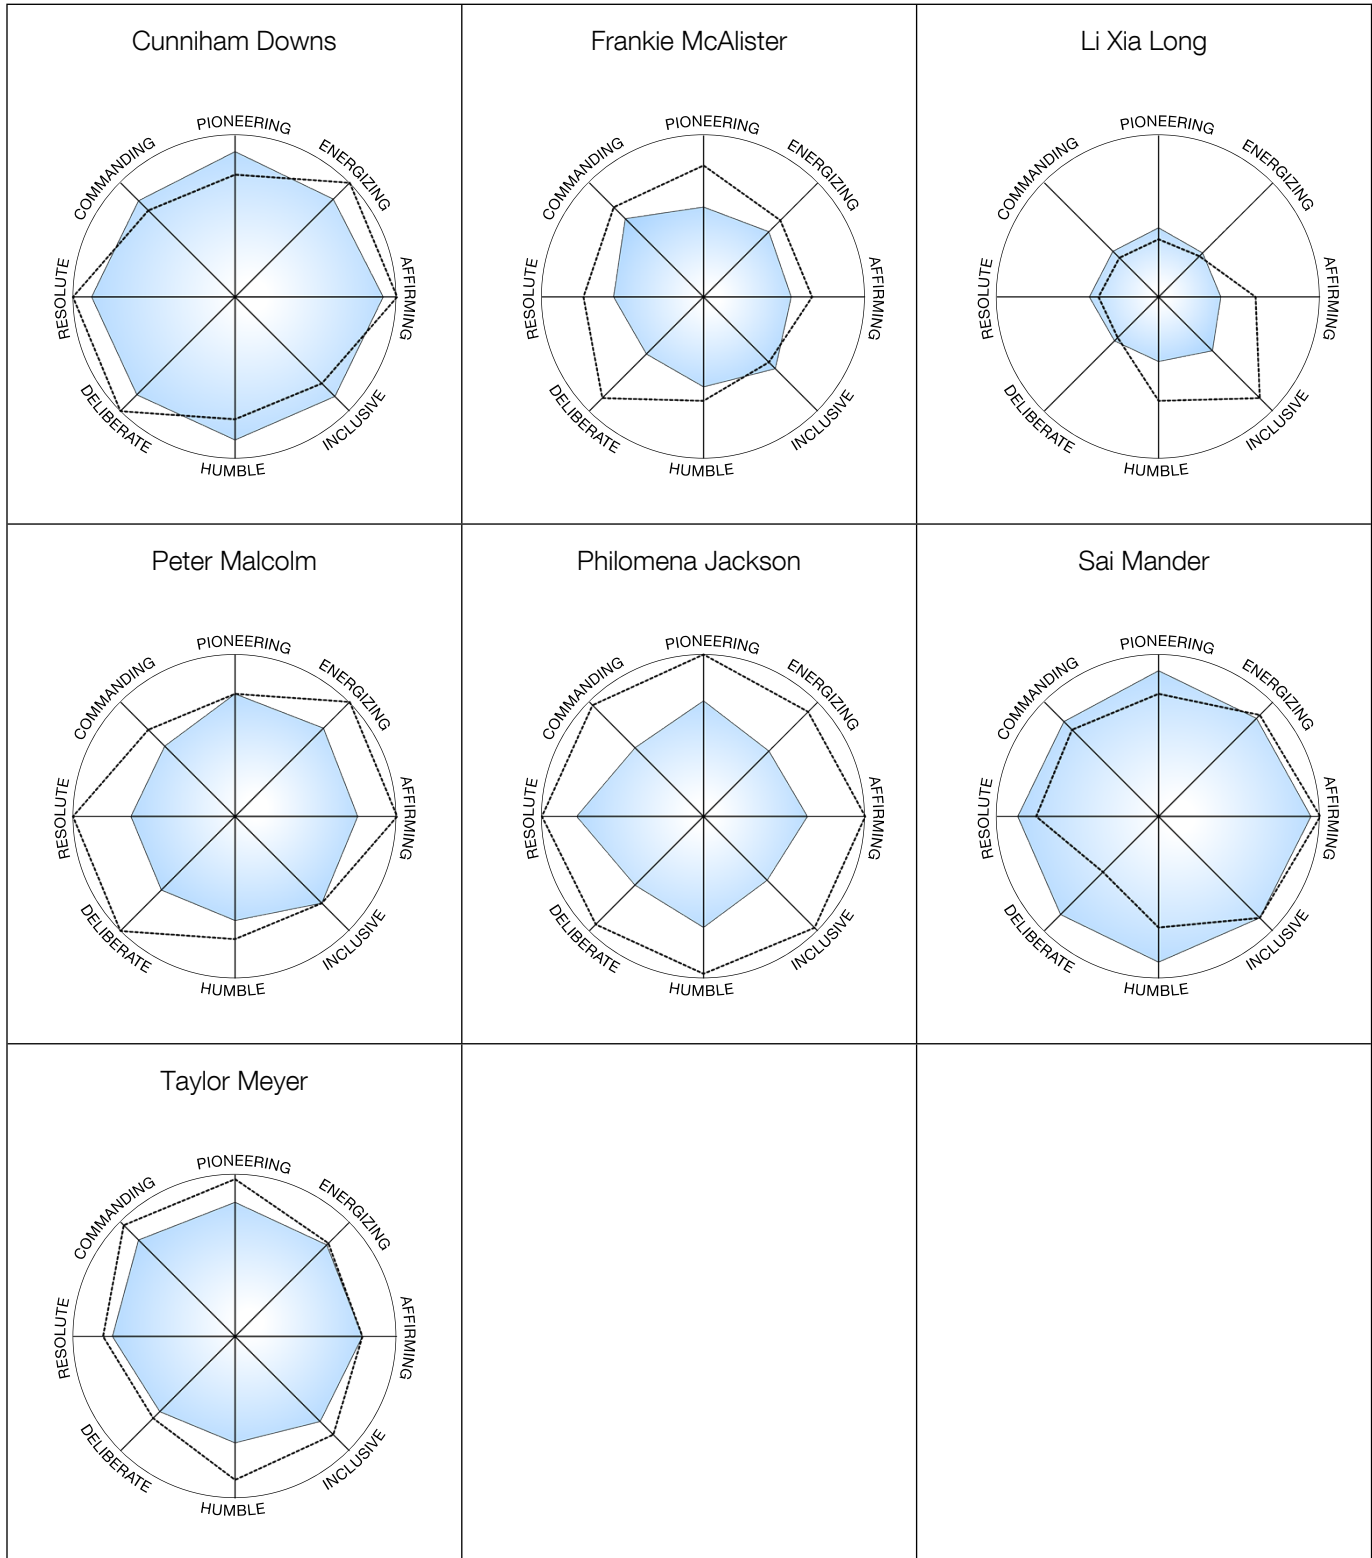 Cunniham Downs
PIONEERING
ENERGIZING
AFFIRMING
INCLUSIVE
HUMBLE
DELIBERATE
RESOLUTE
COMMANDING
Frankie McAlister
PIONEERING
ENERGIZING
AFFIRMING
INCLUSIVE
HUMBLE
DELIBERATE
RESOLUTE
COMMANDING
Li Xia Long
PIONEERING
ENERGIZING
AFFIRMING
INCLUSIVE
HUMBLE
DELIBERATE
RESOLUTE
COMMANDING
Peter Malcolm
PIONEERING
ENERGIZING
AFFIRMING
INCLUSIVE
HUMBLE
DELIBERATE
RESOLUTE
COMMANDING
Philomena Jackson
PIONEERING
ENERGIZING
AFFIRMING
INCLUSIVE
HUMBLE
DELIBERATE
RESOLUTE
COMMANDING
Sai Mander
PIONEERING
ENERGIZING
AFFIRMING
INCLUSIVE
HUMBLE
DELIBERATE
RESOLUTE
COMMANDING
Taylor Meyer
PIONEERING
ENERGIZING
AFFIRMING
INCLUSIVE
HUMBLE
DELIBERATE
RESOLUTE
COMMANDING